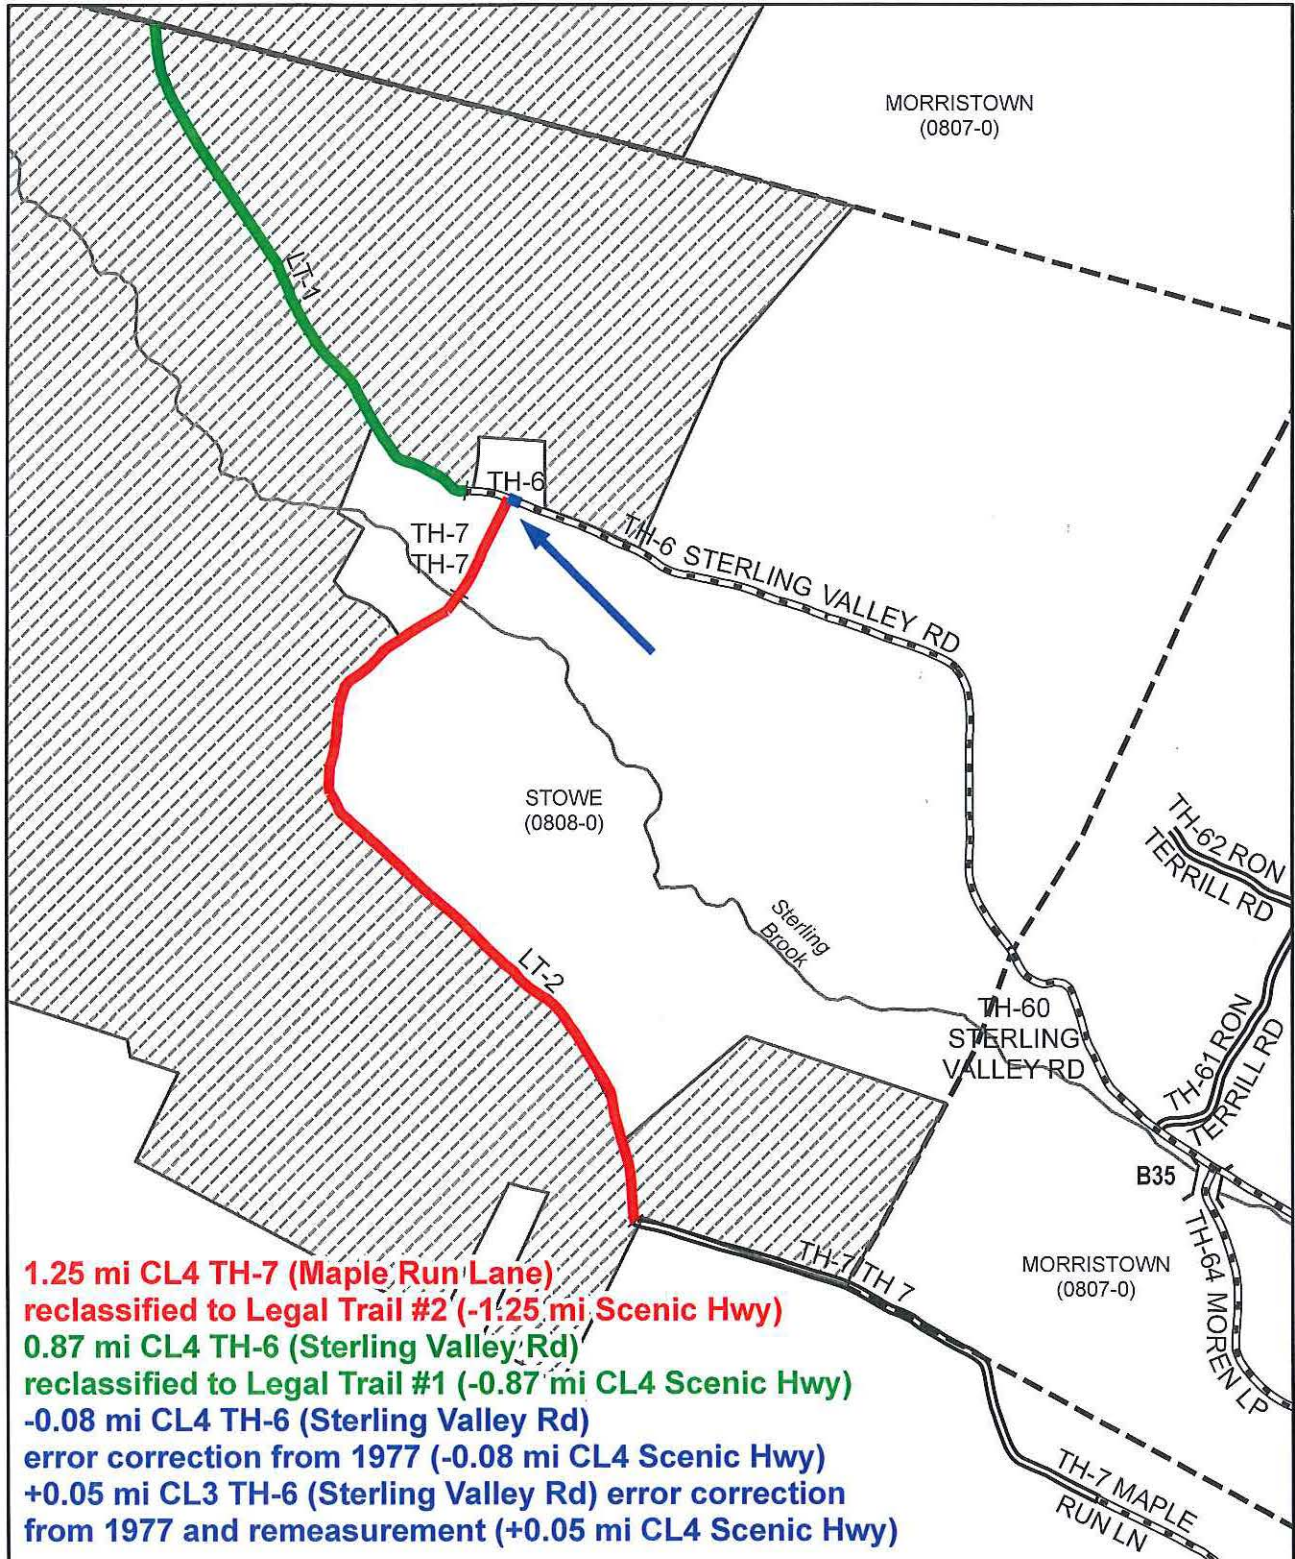 MORRISTOWN
(0807-0)
LT-1
TH-6
TH-7
TH-7
TH-6 STERLING VALLEY RD
STOWE
(0808-0)
TH-62 RON
TERRILL RD
Sterling
Brook
LT-2
TH-60
STERLING
VALLEY RD
TH-61 RON
TERRILL RD
B35
TH-7 TH 7
MORRISTOWN
(0807-0)
TH-64 MOREN LP
TH-7 MAPLE
RUN LN
1.25 mi CL4 TH-7 (Maple Run Lane)
reclassified to Legal Trail #2 (-1.25 mi Scenic Hwy)
0.87 mi CL4 TH-6 (Sterling Valley Rd)
reclassified to Legal Trail #1 (-0.87 mi CL4 Scenic Hwy)
-0.08 mi CL4 TH-6 (Sterling Valley Rd)
error correction from 1977 (-0.08 mi CL4 Scenic Hwy)
+0.05 mi CL3 TH-6 (Sterling Valley Rd) error correction
from 1977 and remeasurement (+0.05 mi CL4 Scenic Hwy)